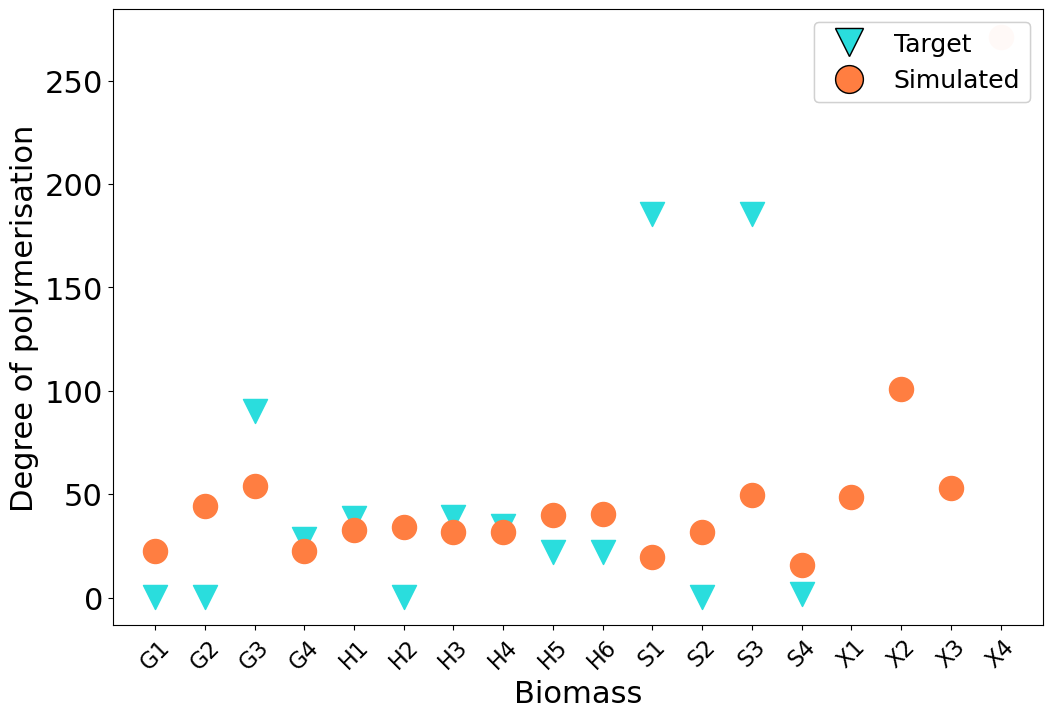 Target
Simulated
Degree of polymerisation
250
200
150
100
50
0
G1 G2 G3 G4 H1 H2 H3 H4 H5 H6 S1 S2 S3 S4 X1 X2 X3 X4
Biomass